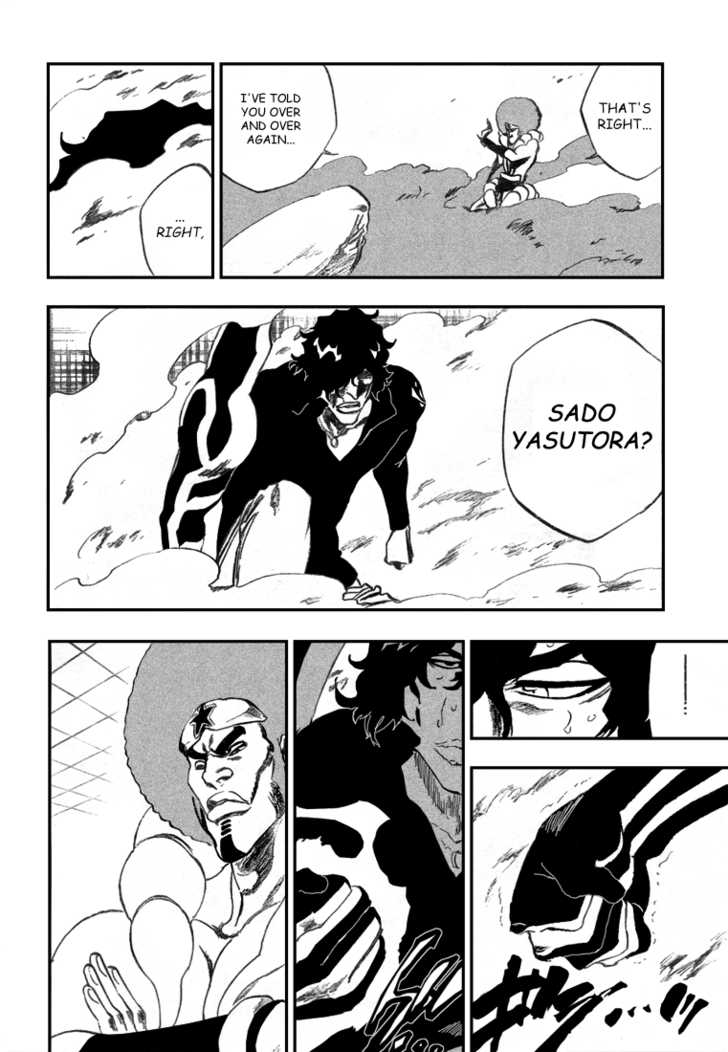 THAT'S
RIGHT...
I'VE TOLD
YOU OVER
AND OVER
AGAIN...
...
RIGHT,
SADO
YASUTORA?
......